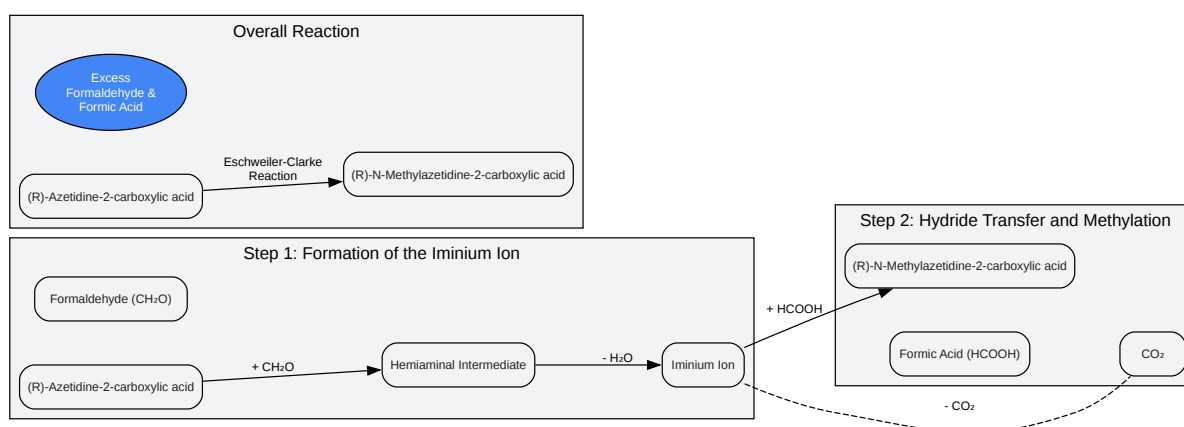 Overall Reaction
Excess
Formaldehyde &
Formic Acid
Eschweiler-Clarke
Reaction
(R)-Azetidine-2-carboxylic acid
(R)-N-Methylazetidine-2-carboxylic acid
Step 1: Formation of the Iminium Ion
Formaldehyde (CH₂O)
(R)-Azetidine-2-carboxylic acid
+ CH₂O
Hemiaminal Intermediate
- H₂O
Iminium Ion
+ HCOOH
- CO₂
Step 2: Hydride Transfer and Methylation
(R)-N-Methylazetidine-2-carboxylic acid
Formic Acid (HCOOH)
CO₂